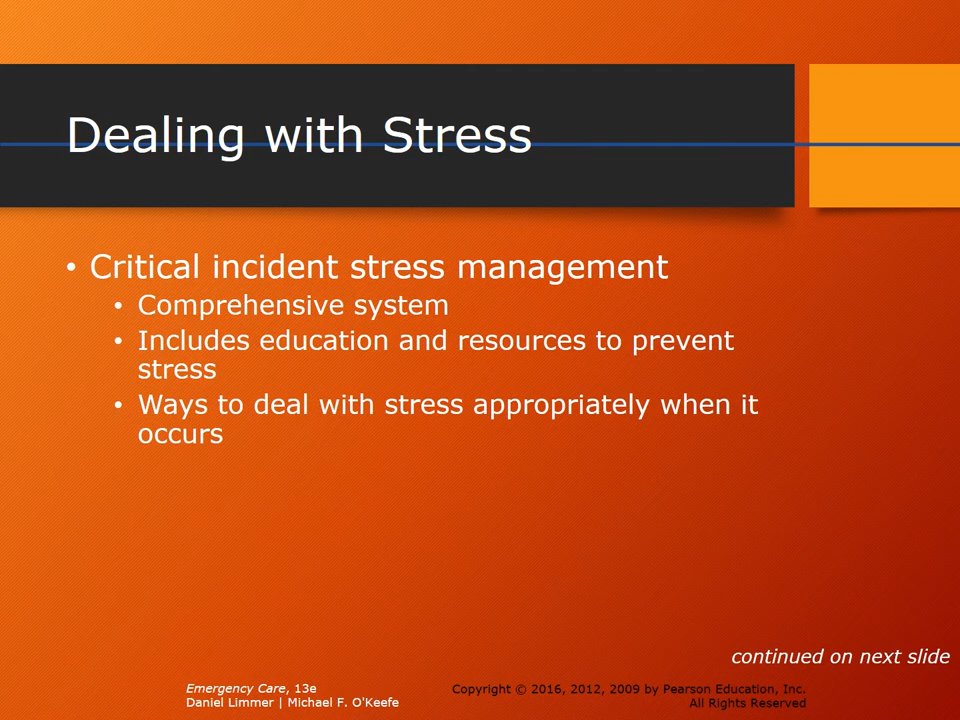 Dealing with Stress
• Critical incident stress management
• Comprehensive system
• Includes education and resources to prevent
stress
• Ways to deal with stress appropriately when it
occurs
continued on next slide
Emergency Care, 13e
Daniel Limmer | Michael F. O'Keefe
Copyright © 2016, 2012, 2009 by Pearson Education, Inc.
All Rights Reserved